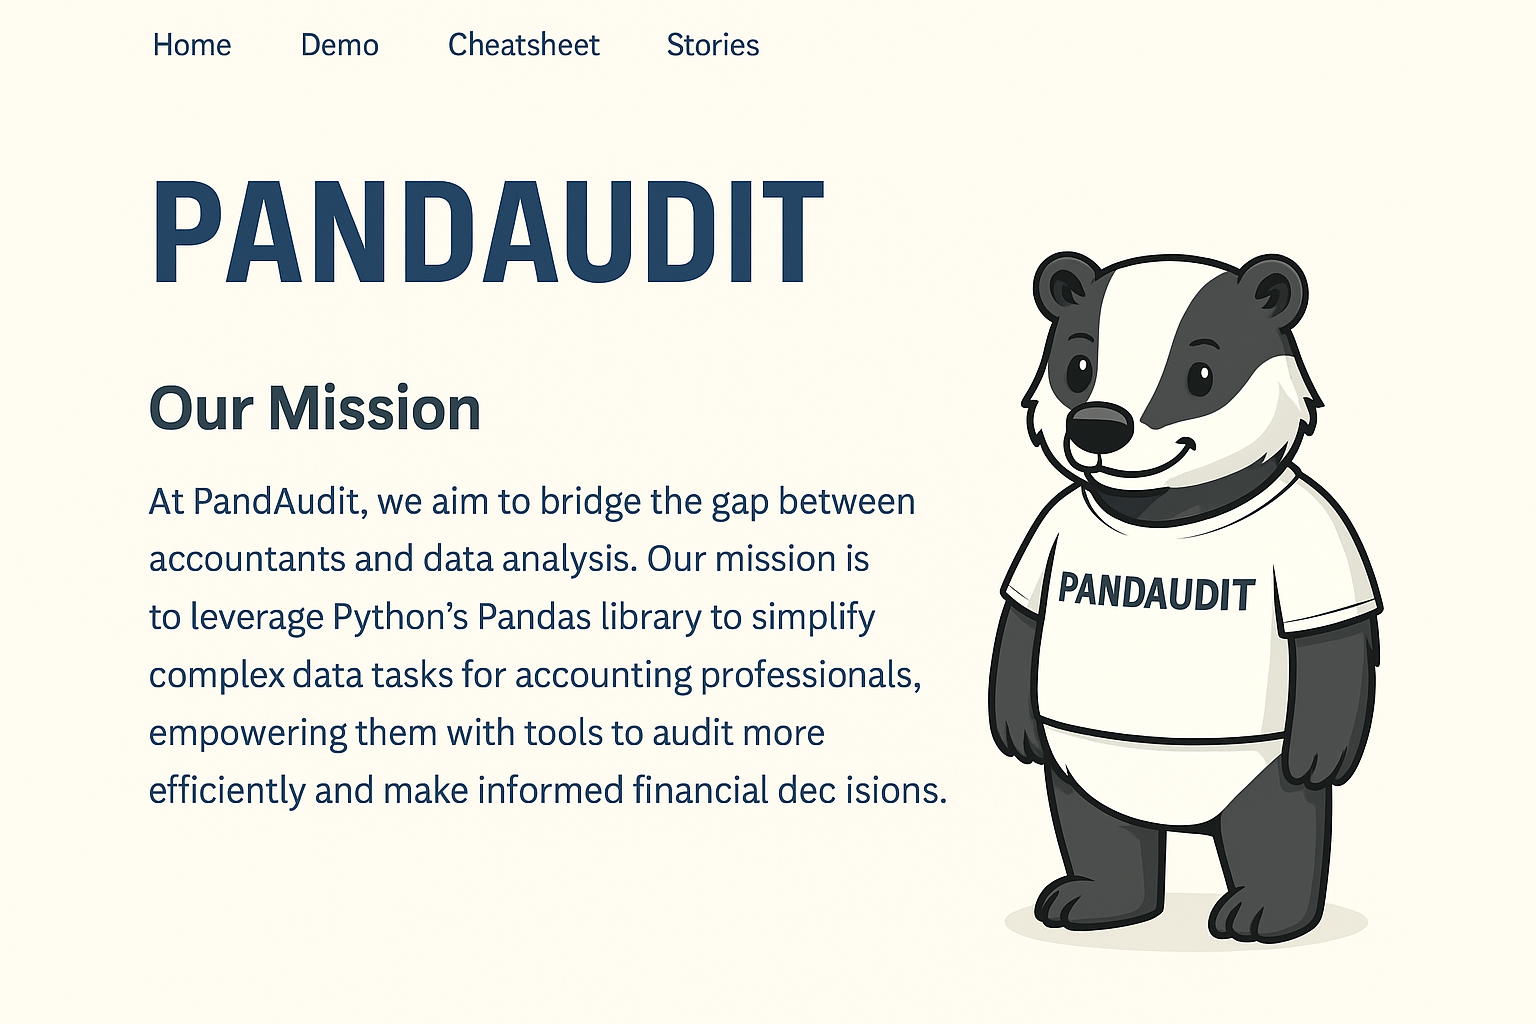 Home Demo Cheatsheet Stories
PANDAUDIT
Our Mission
At PandAudit, we aim to bridge the gap between
accountants and data analysis. Our mission is
to leverage Python’s Pandas library to simplify
complex data tasks for accounting professionals,
empowering them with tools to audit more
efficiently and make informed financial dec isions.
PANDAUDIT